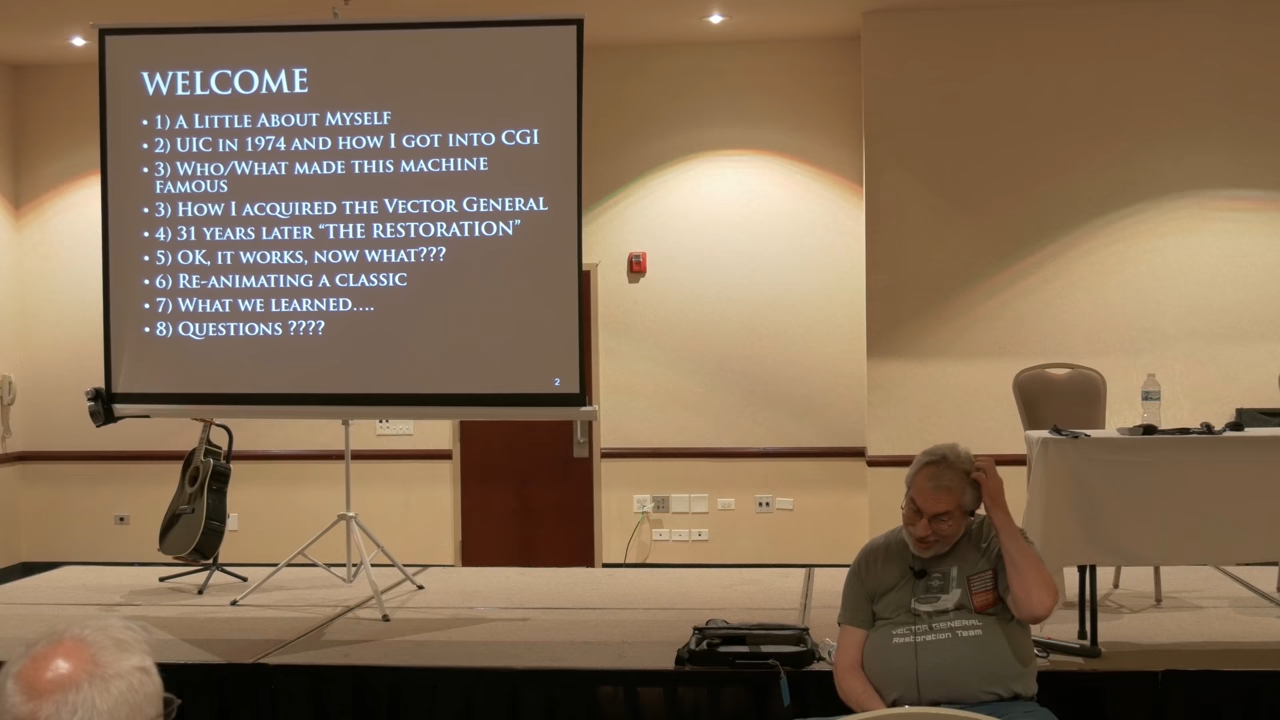 WELCOME
• 1) A LITTLE ABOUT MYSELF
• 2) UIC IN 1974 AND HOW I GOT INTO CGI
• 3) WHO/WHAT MADE THIS MACHINE
FAMOUS
• 3) HOW I ACQUIRED THE VECTOR GENERAL
• 4) 31 YEARS LATER “THE RESTORATION”
• 5) OK, IT WORKS, NOW WHAT???
• 6) RE-ANIMATING A CLASSIC
• 7) WHAT WE LEARNED....
• 8) QUESTIONS ????
2
VECTOR GENERAL
Restoration Team